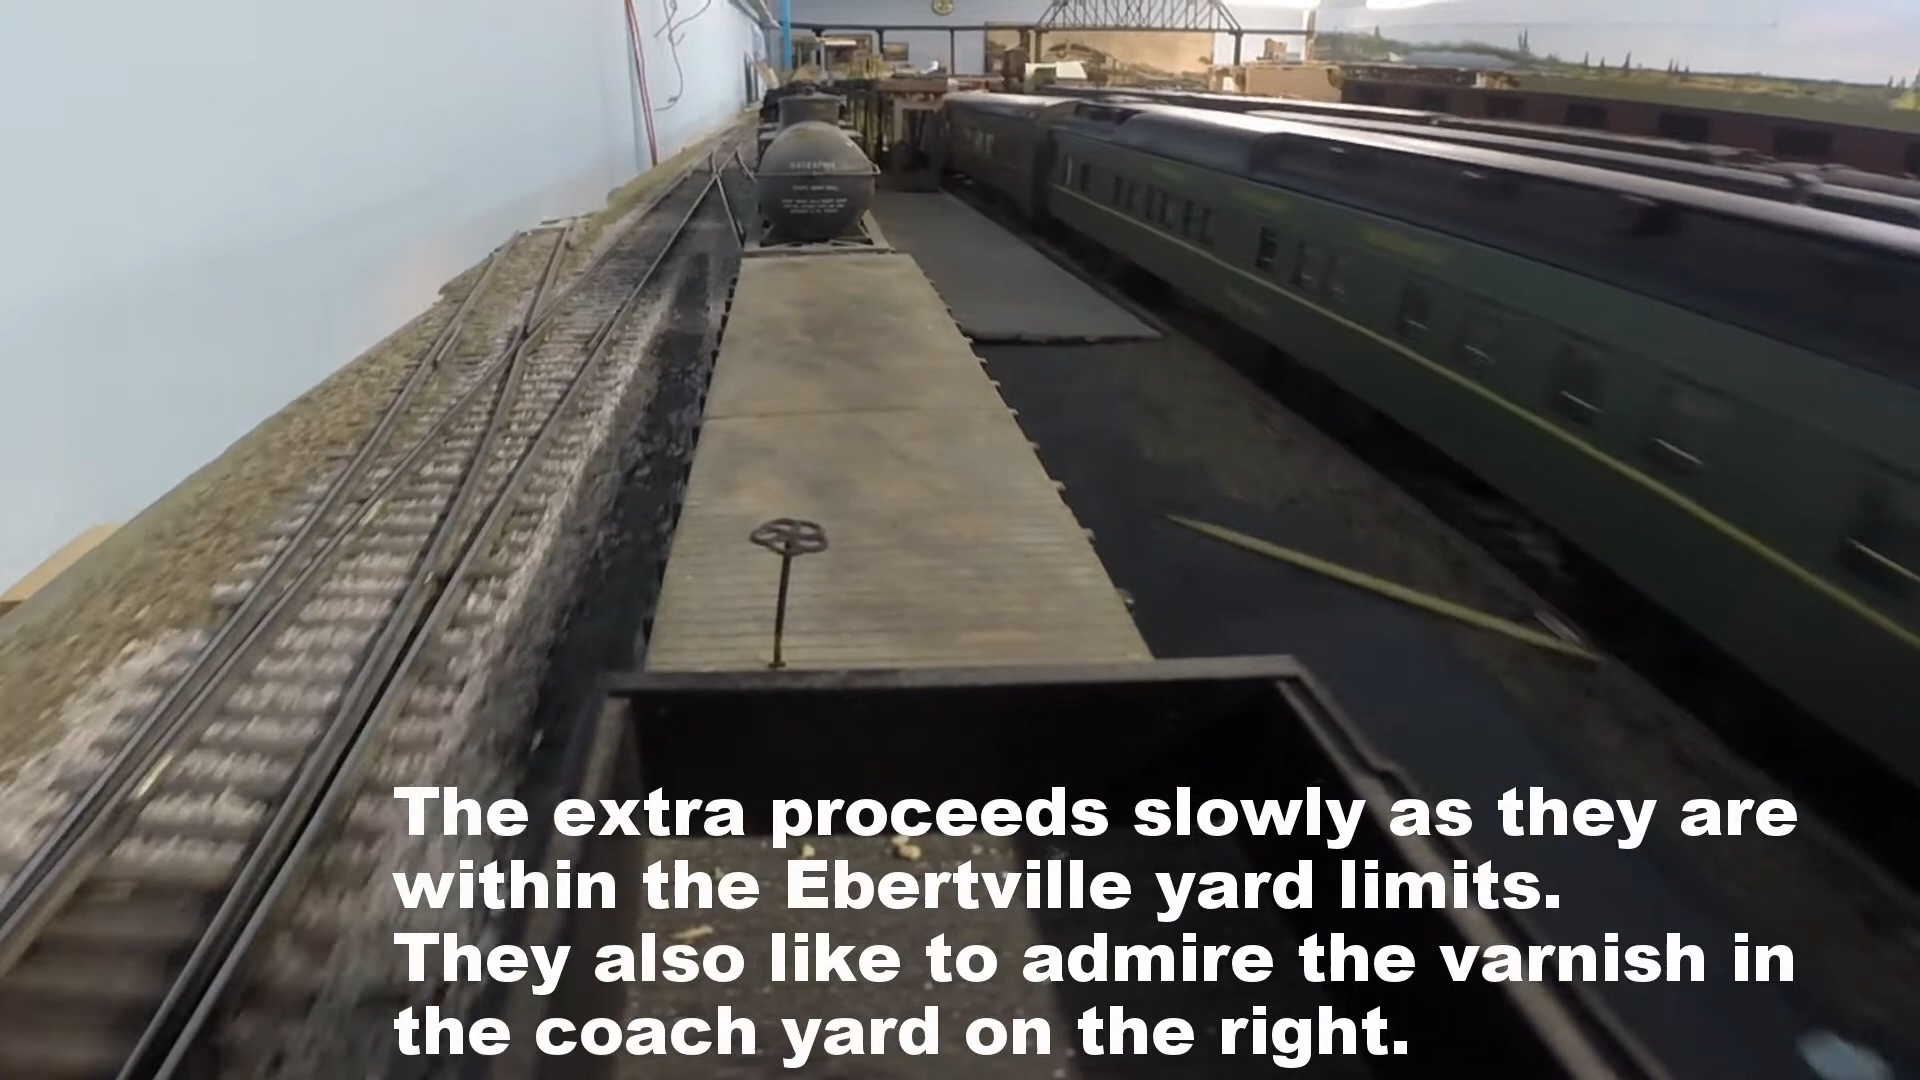 The extra proceeds slowly as they are
within the Ebertville yard limits.
They also like to admire the varnish in
the coach yard on the right.